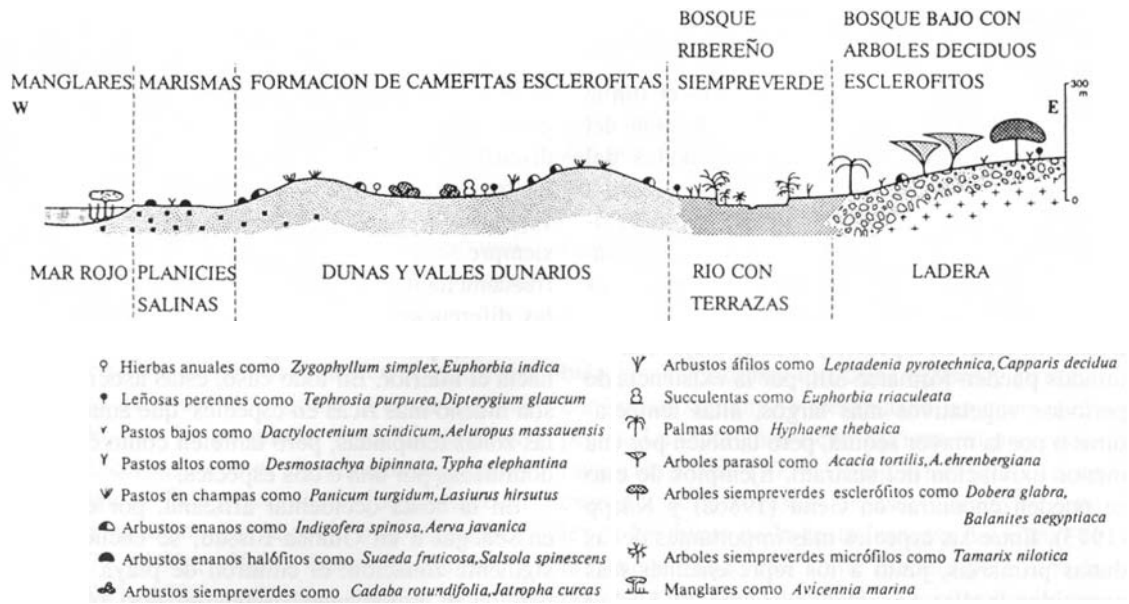 BOSQUE
RIBEREÑO
SIEMPREVERDE
BOSQUE BAJO CON
ARBOLES DECIDUOS
ESCLEROFITOS
MANGLARES
W
MARISMAS
FORMACION DE CAMEFITAS ESCLEROFITAS
300
m
E
0
MAR ROJO
PLANICIES
SALINAS
DUNAS Y VALLES DUNARIOS
RIO CON
TERRAZAS
LADERA
Hierbas anuales como Zygophyllum simplex, Euphorbia indica
Leñosas perennes como Tephrosia purpurea, Dipterygium glaucum
Pastos bajos como Dactyloctenium scindicum, Aeluropus massauensis
Pastos altos como Desmostachya bipinnata, Typha elephantina
Pastos en champas como Panicum turgidum, Lasiurus hirsutus
Arbustos enanos como Indigofera spinosa, Aerva javanica
Arbustos enanos halófitos como Suaeda fruticosa, Salsola spinescens
Arbustos siempreverdes como Cadaba rotundifolia, Jatropha curcas
Arbustos áfilos como Leptadenia pyrotechnica, Capparis decidua
Succulentas como Euphorbia triaculeata
Palmas como Hyphaene thebaica
Arboles parasol como Acacia tortilis, A. ehrenbergiana
Arboles siempreverdes esclerófitos como Dobera glabra,
Balanites aegyptiaca
Arboles siempreverdes micrófilos como Tamarix nilotica
Manglares como Avicennia marina